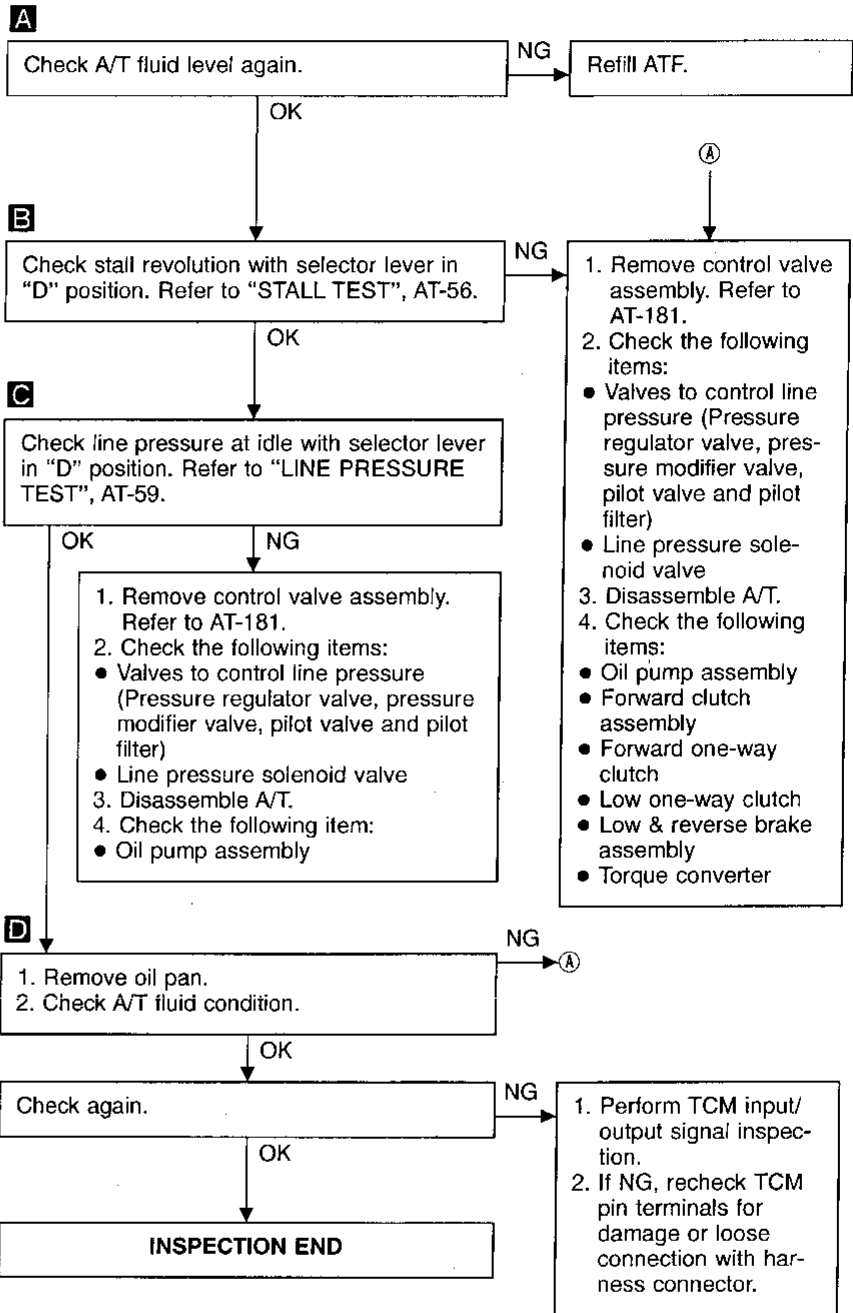 A
Check A/T fluid level again.
NG
Refill ATF.
OK
Ⓐ
B
Check stall revolution with selector lever in
"D" position. Refer to "STALL TEST", AT-56.
NG
1. Remove control valve
assembly. Refer to
AT-181.
2. Check the following
items:
● Valves to control line
pressure (Pressure
regulator valve, pres-
sure modifier valve,
pilot valve and pilot
filter)
● Line pressure sole-
noid valve
3. Disassemble A/T.
4. Check the following
items:
● Oil pump assembly
● Forward clutch
assembly
● Forward one-way
clutch
● Low one-way clutch
● Low & reverse brake
assembly
● Torque converter
OK
C
Check line pressure at idle with selector lever
in "D" position. Refer to "LINE PRESSURE
TEST", AT-59.
OK
NG
1. Remove control valve assembly.
Refer to AT-181.
2. Check the following items:
● Valves to control line pressure
(Pressure regulator valve, pressure
modifier valve, pilot valve and pilot
filter)
● Line pressure solenoid valve
3. Disassemble A/T.
4. Check the following item:
● Oil pump assembly
D
1. Remove oil pan.
2. Check A/T fluid condition.
NG
Ⓐ
OK
Check again.
NG
1. Perform TCM input/
output signal inspec-
tion.
2. If NG, recheck TCM
pin terminals for
damage or loose
connection with har-
ness connector.
OK
INSPECTION END